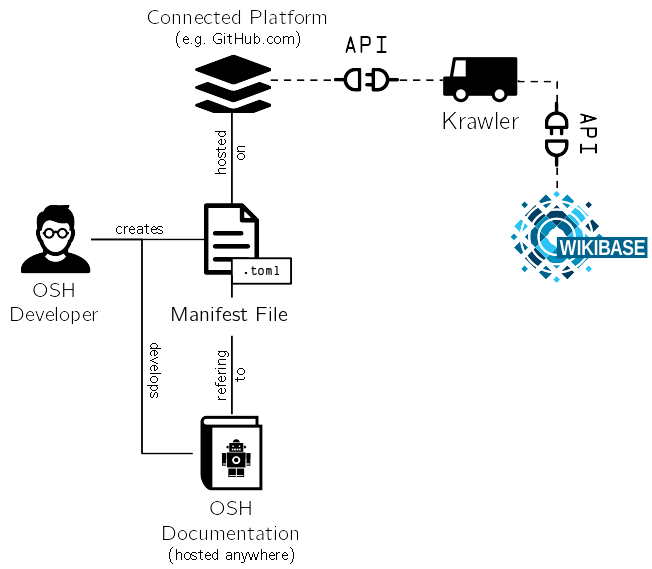 Connected Platform
(e.g. GitHub.com)
API
Krawler
API
hosted
on
WIKIBASE
creates
.toml
OSH
Developer
Manifest File
develops
refering
to
OSH
Documentation
(hosted anywhere)